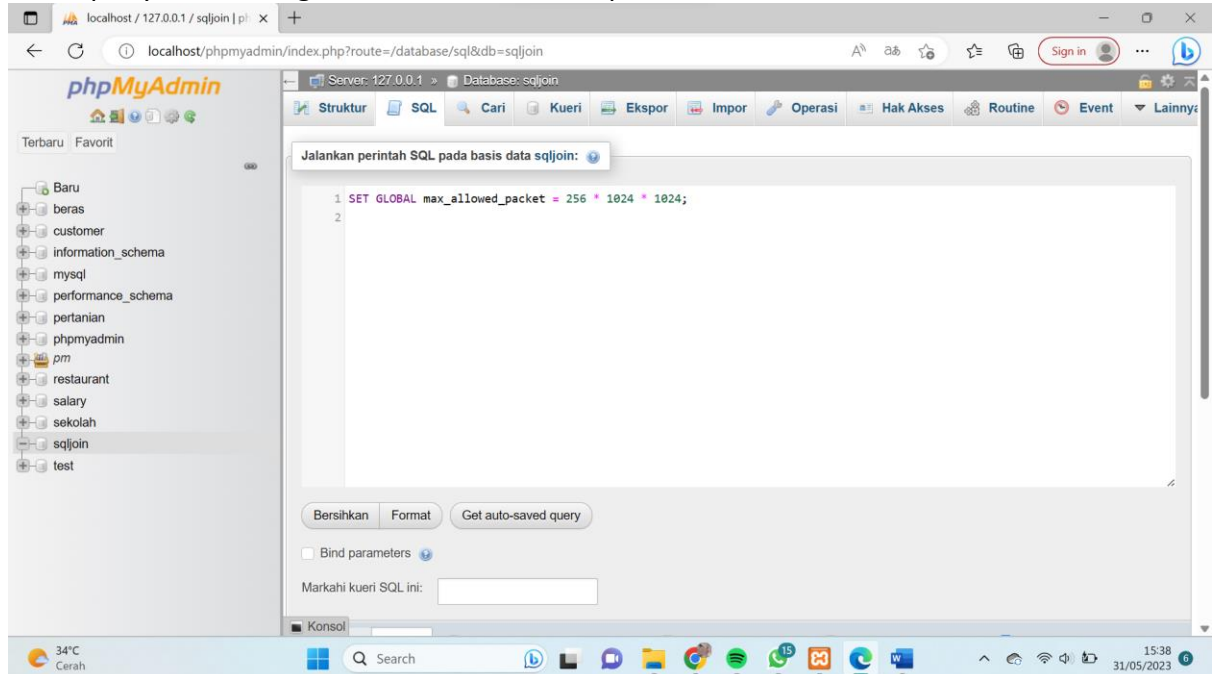 localhost / 127.0.0.1 / sqljoin | ph
localhost/phpmyadmin/index.php?route=/database/sql&db=sqljoin
Sign in
phpMyAdmin
Terbaru Favorit
Baru
beras
customer
information_schema
mysql
performance_schema
pertanian
phpmyadmin
pm
restaurant
salary
sekolah
sqljoin
test
Server: 127.0.0.1 » Database: sqljoin
Struktur SQL Cari Kueri Ekspor Impor Operasi Hak Akses Routine Event Lainnya
Jalankan perintah SQL pada basis data sqljoin:
1 SET GLOBAL max_allowed_packet = 256 * 1024 * 1024;
2
Bersihkan Format Get auto-saved query
Bind parameters
Markahi kueri SQL ini:
Konsol
34°C
Cerah
Search
15
15:38
31/05/2023
6